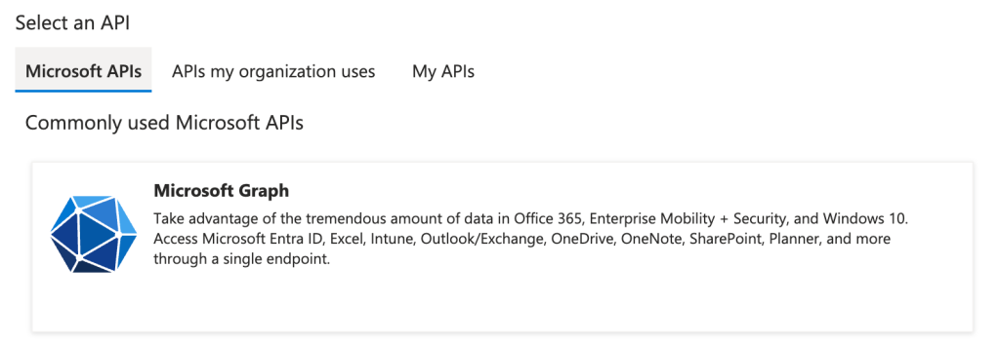 Select an API
Microsoft APIs
APIs my organization uses
My APIs
Commonly used Microsoft APIs
Microsoft Graph
Take advantage of the tremendous amount of data in Office 365, Enterprise Mobility + Security, and Windows 10.
Access Microsoft Entra ID, Excel, Intune, Outlook/Exchange, OneDrive, OneNote, SharePoint, Planner, and more
through a single endpoint.